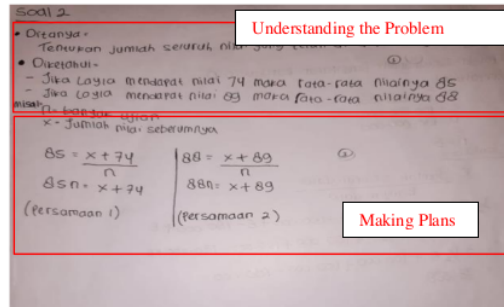 Soal 2
Understanding the Problem
• Ditanya.
Tentukan jumlah seluruh
• Diketahui.
①
- Jika Layla mendapat nilai 74 maka rata-rata nilainya 85
- Jika Layla mendapat nilai 89 maka rata-rata nilainya 88
misal:
x = Jumlah nilai sebelumnya
85 = x + 74 / n
85n = x + 74
(Persamaan 1)
88 = x + 89 / n
88n = x + 89
(Persamaan 2)
②
Making Plans